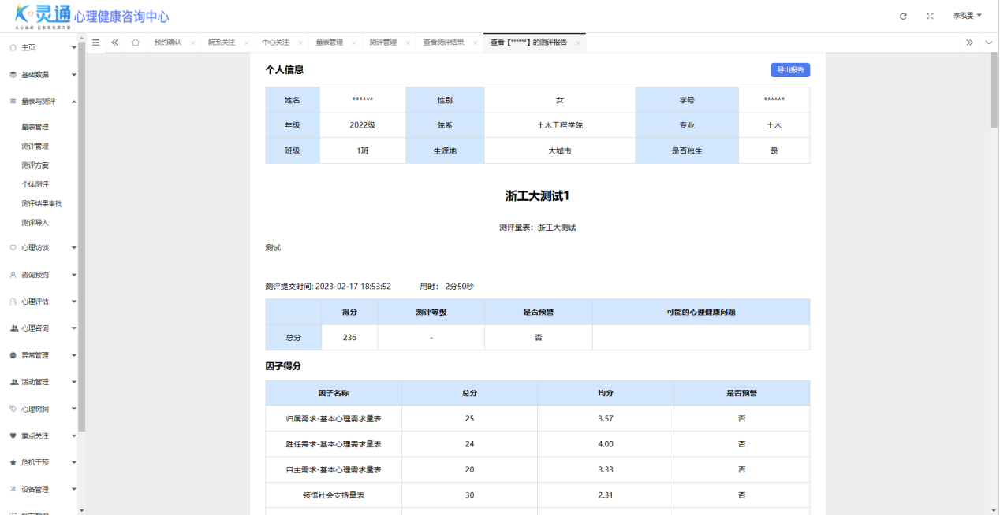 灵通 心理健康咨询中心
从心出发 让生命充满力量
李泓旻
预约确认 院系关注 中心关注 量表管理 测评管理 查看测评结果 查看【******】的测评报告
主页
基础数据
量表与测评
量表管理
测评管理
测评方案
个体测评
测评结果审批
测评导入
心理访谈
咨询预约
心理评估
心理咨询
异常管理
活动管理
心理树洞
重点关注
危机干预
设备管理
个人信息 导出报告
姓名 ****** 性别 女 学号 ******
年级 2022级 院系 土木工程学院 专业 土木
班级 1班 生源地 大城市 是否独生 是
浙工大测试1
测评量表：浙工大测试
测试
测评提交时间: 2023-02-17 18:53:52 用时： 2分50秒
得分 测评等级 是否预警 可能的心理健康问题
总分 236 - 否
因子得分
因子名称 总分 均分 是否预警
归属需求-基本心理需求量表 25 3.57 否
胜任需求-基本心理需求量表 24 4.00 否
自主需求-基本心理需求量表 20 3.33 否
领悟社会支持量表 30 2.31 否